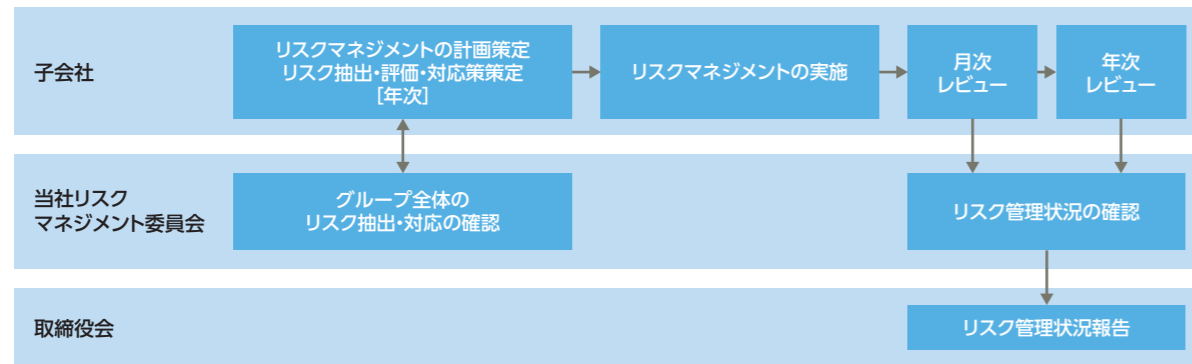 子会社
リスクマネジメントの計画策定
リスク抽出・評価・対応策策定
[年次]
リスクマネジメントの実施
月次
レビュー
年次
レビュー
当社リスク
マネジメント委員会
グループ全体の
リスク抽出・対応の確認
リスク管理状況の確認
取締役会
リスク管理状況報告